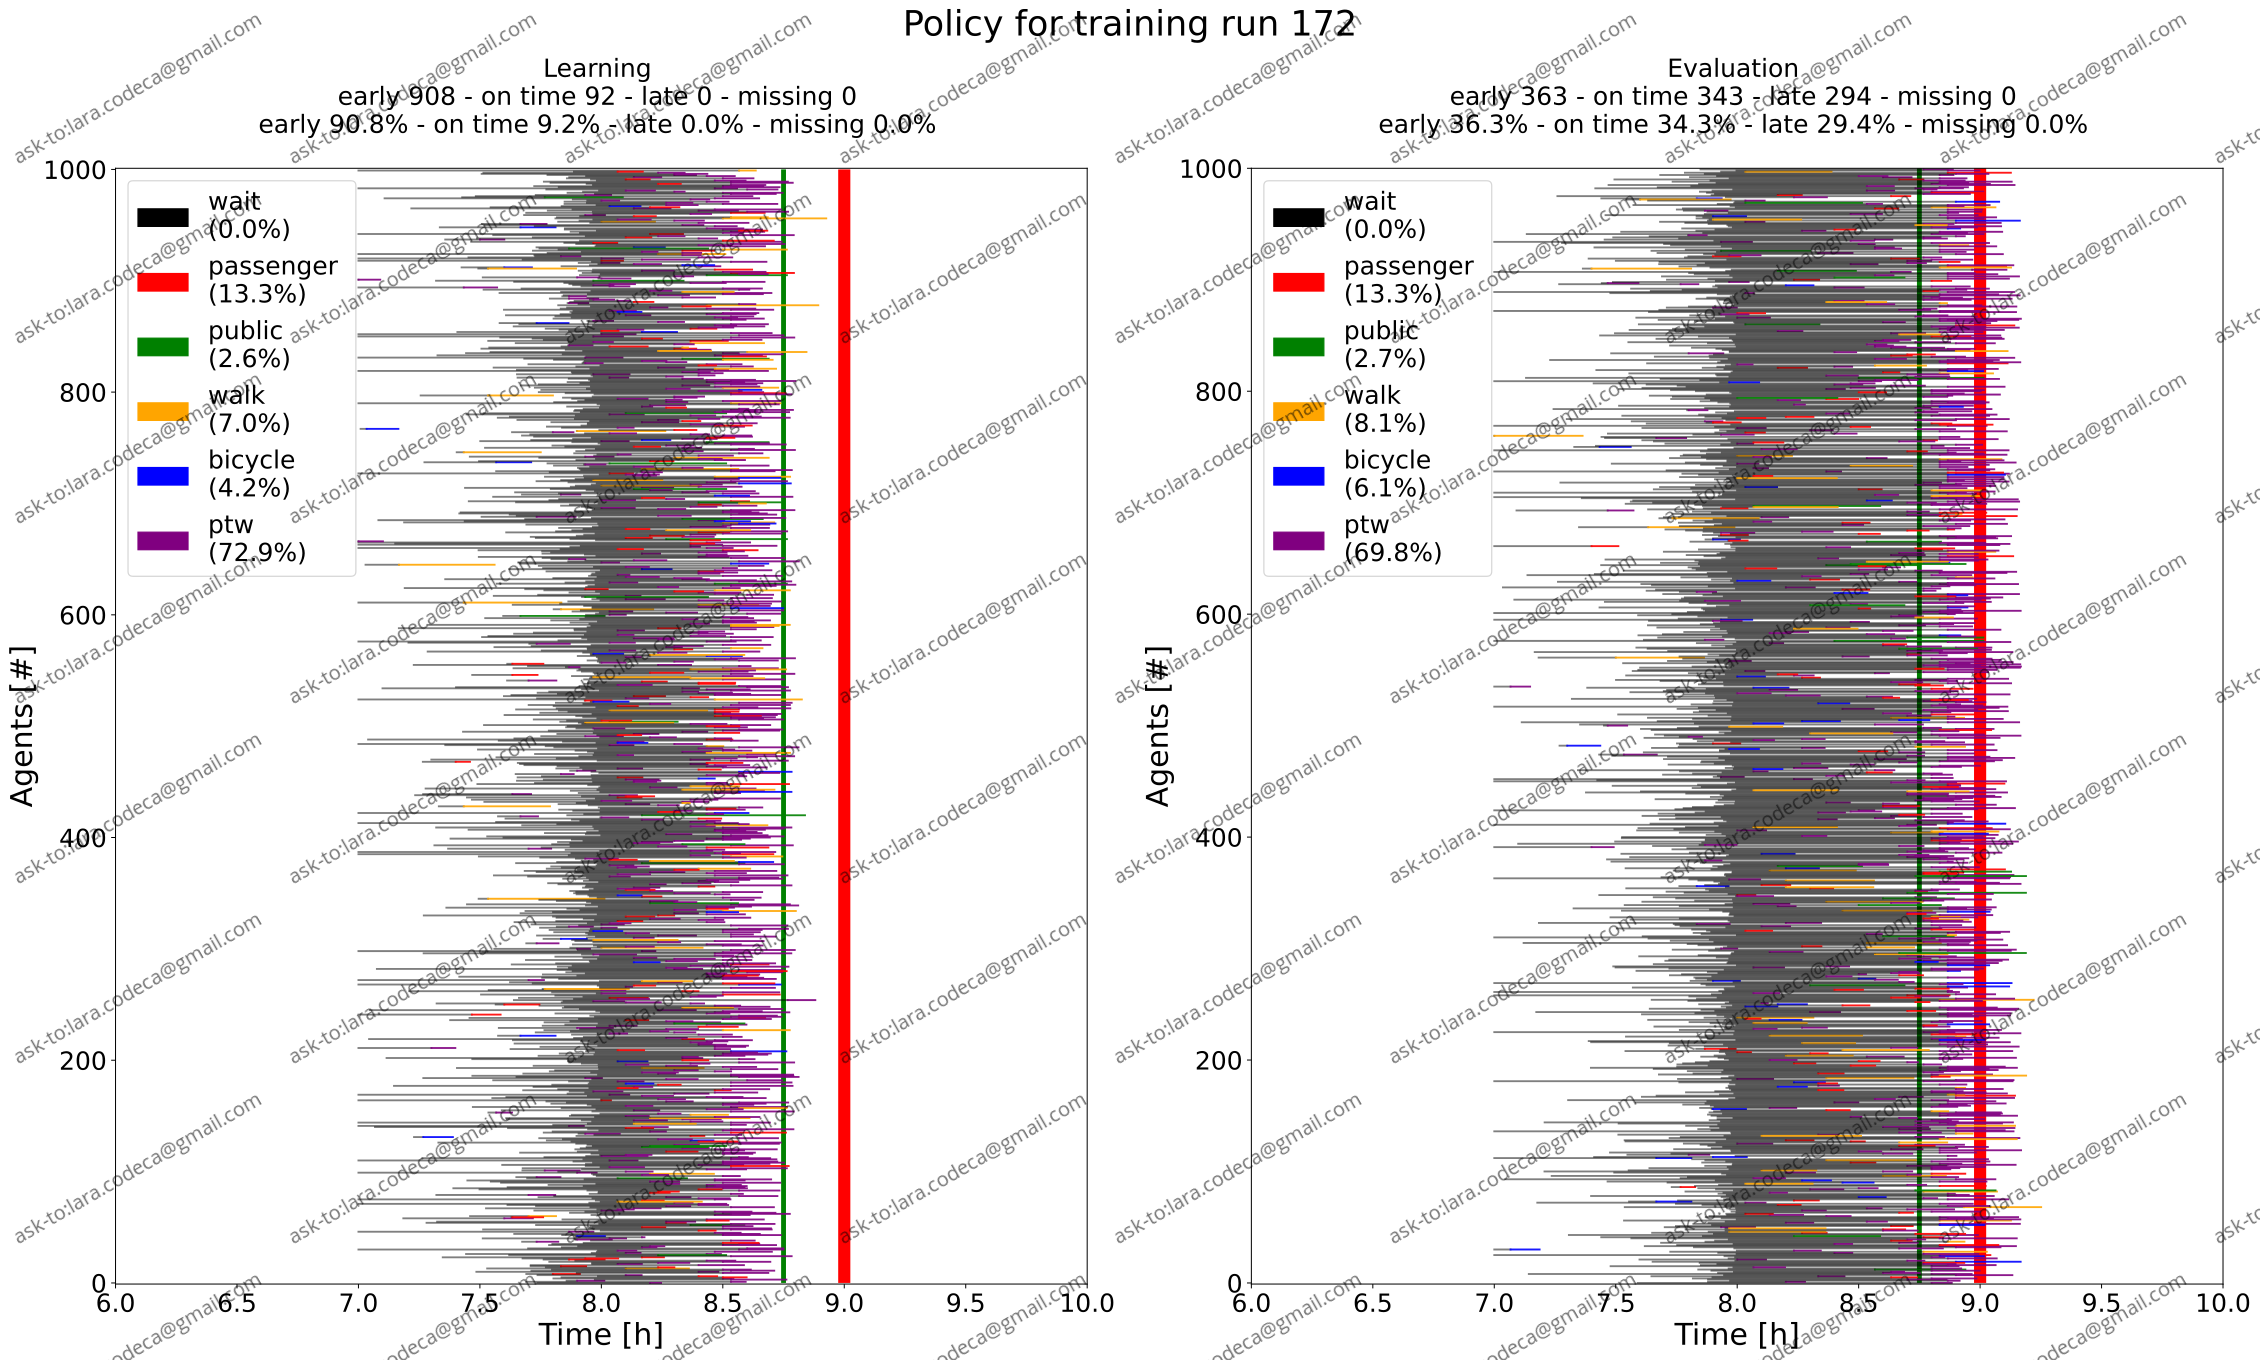 Policy for training run 172
Learning
early 908 - on time 92 - late 0 - missing 0
early 90.8% - on time 9.2% - late 0.0% - missing 0.0%
Agents [#]
1000
800
600
400
200
0
wait
(0.0%)
passenger
(13.3%)
public
(2.6%)
walk
(7.0%)
bicycle
(4.2%)
ptw
(72.9%)
6.0 6.5 7.0 7.5 8.0 8.5 9.0 9.5 10.0
Time [h]
Evaluation
early 363 - on time 343 - late 294 - missing 0
early 36.3% - on time 34.3% - late 29.4% - missing 0.0%
Agents [#]
1000
800
600
400
200
0
wait
(0.0%)
passenger
(13.3%)
public
(2.7%)
walk
(8.1%)
bicycle
(6.1%)
ptw
(69.8%)
6.0 6.5 7.0 7.5 8.0 8.5 9.0 9.5 10.0
Time [h]
ask-to:lara.codeca@gmail.com